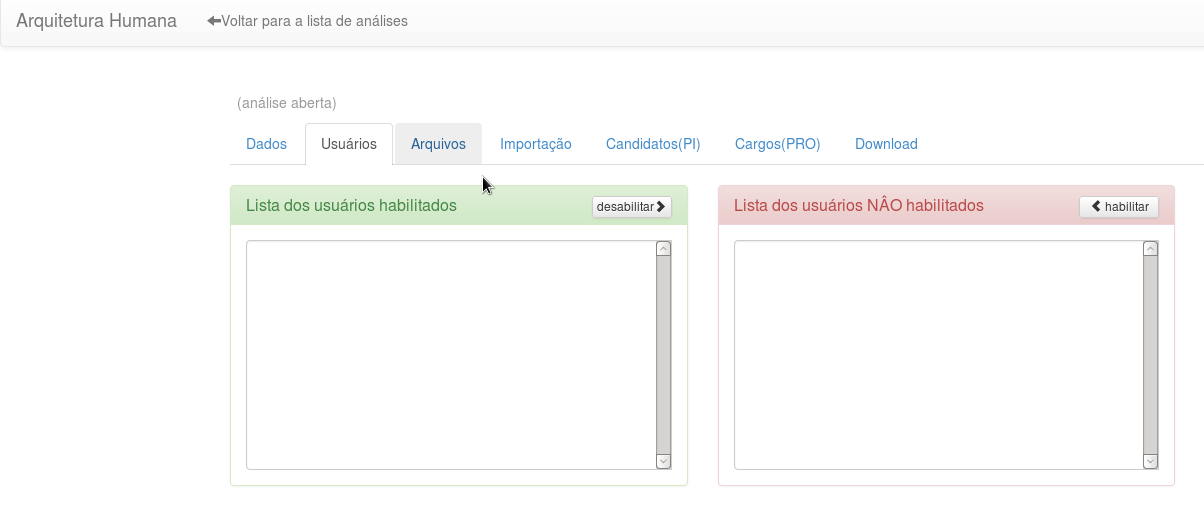 Arquitetura Humana
Voltar para a lista de análises
(análise aberta)
Dados Usuários Arquivos Importação Candidatos(PI) Cargos(PRO) Download
Lista dos usuários habilitados
desabilitar
Lista dos usuários NÂO habilitados
habilitar